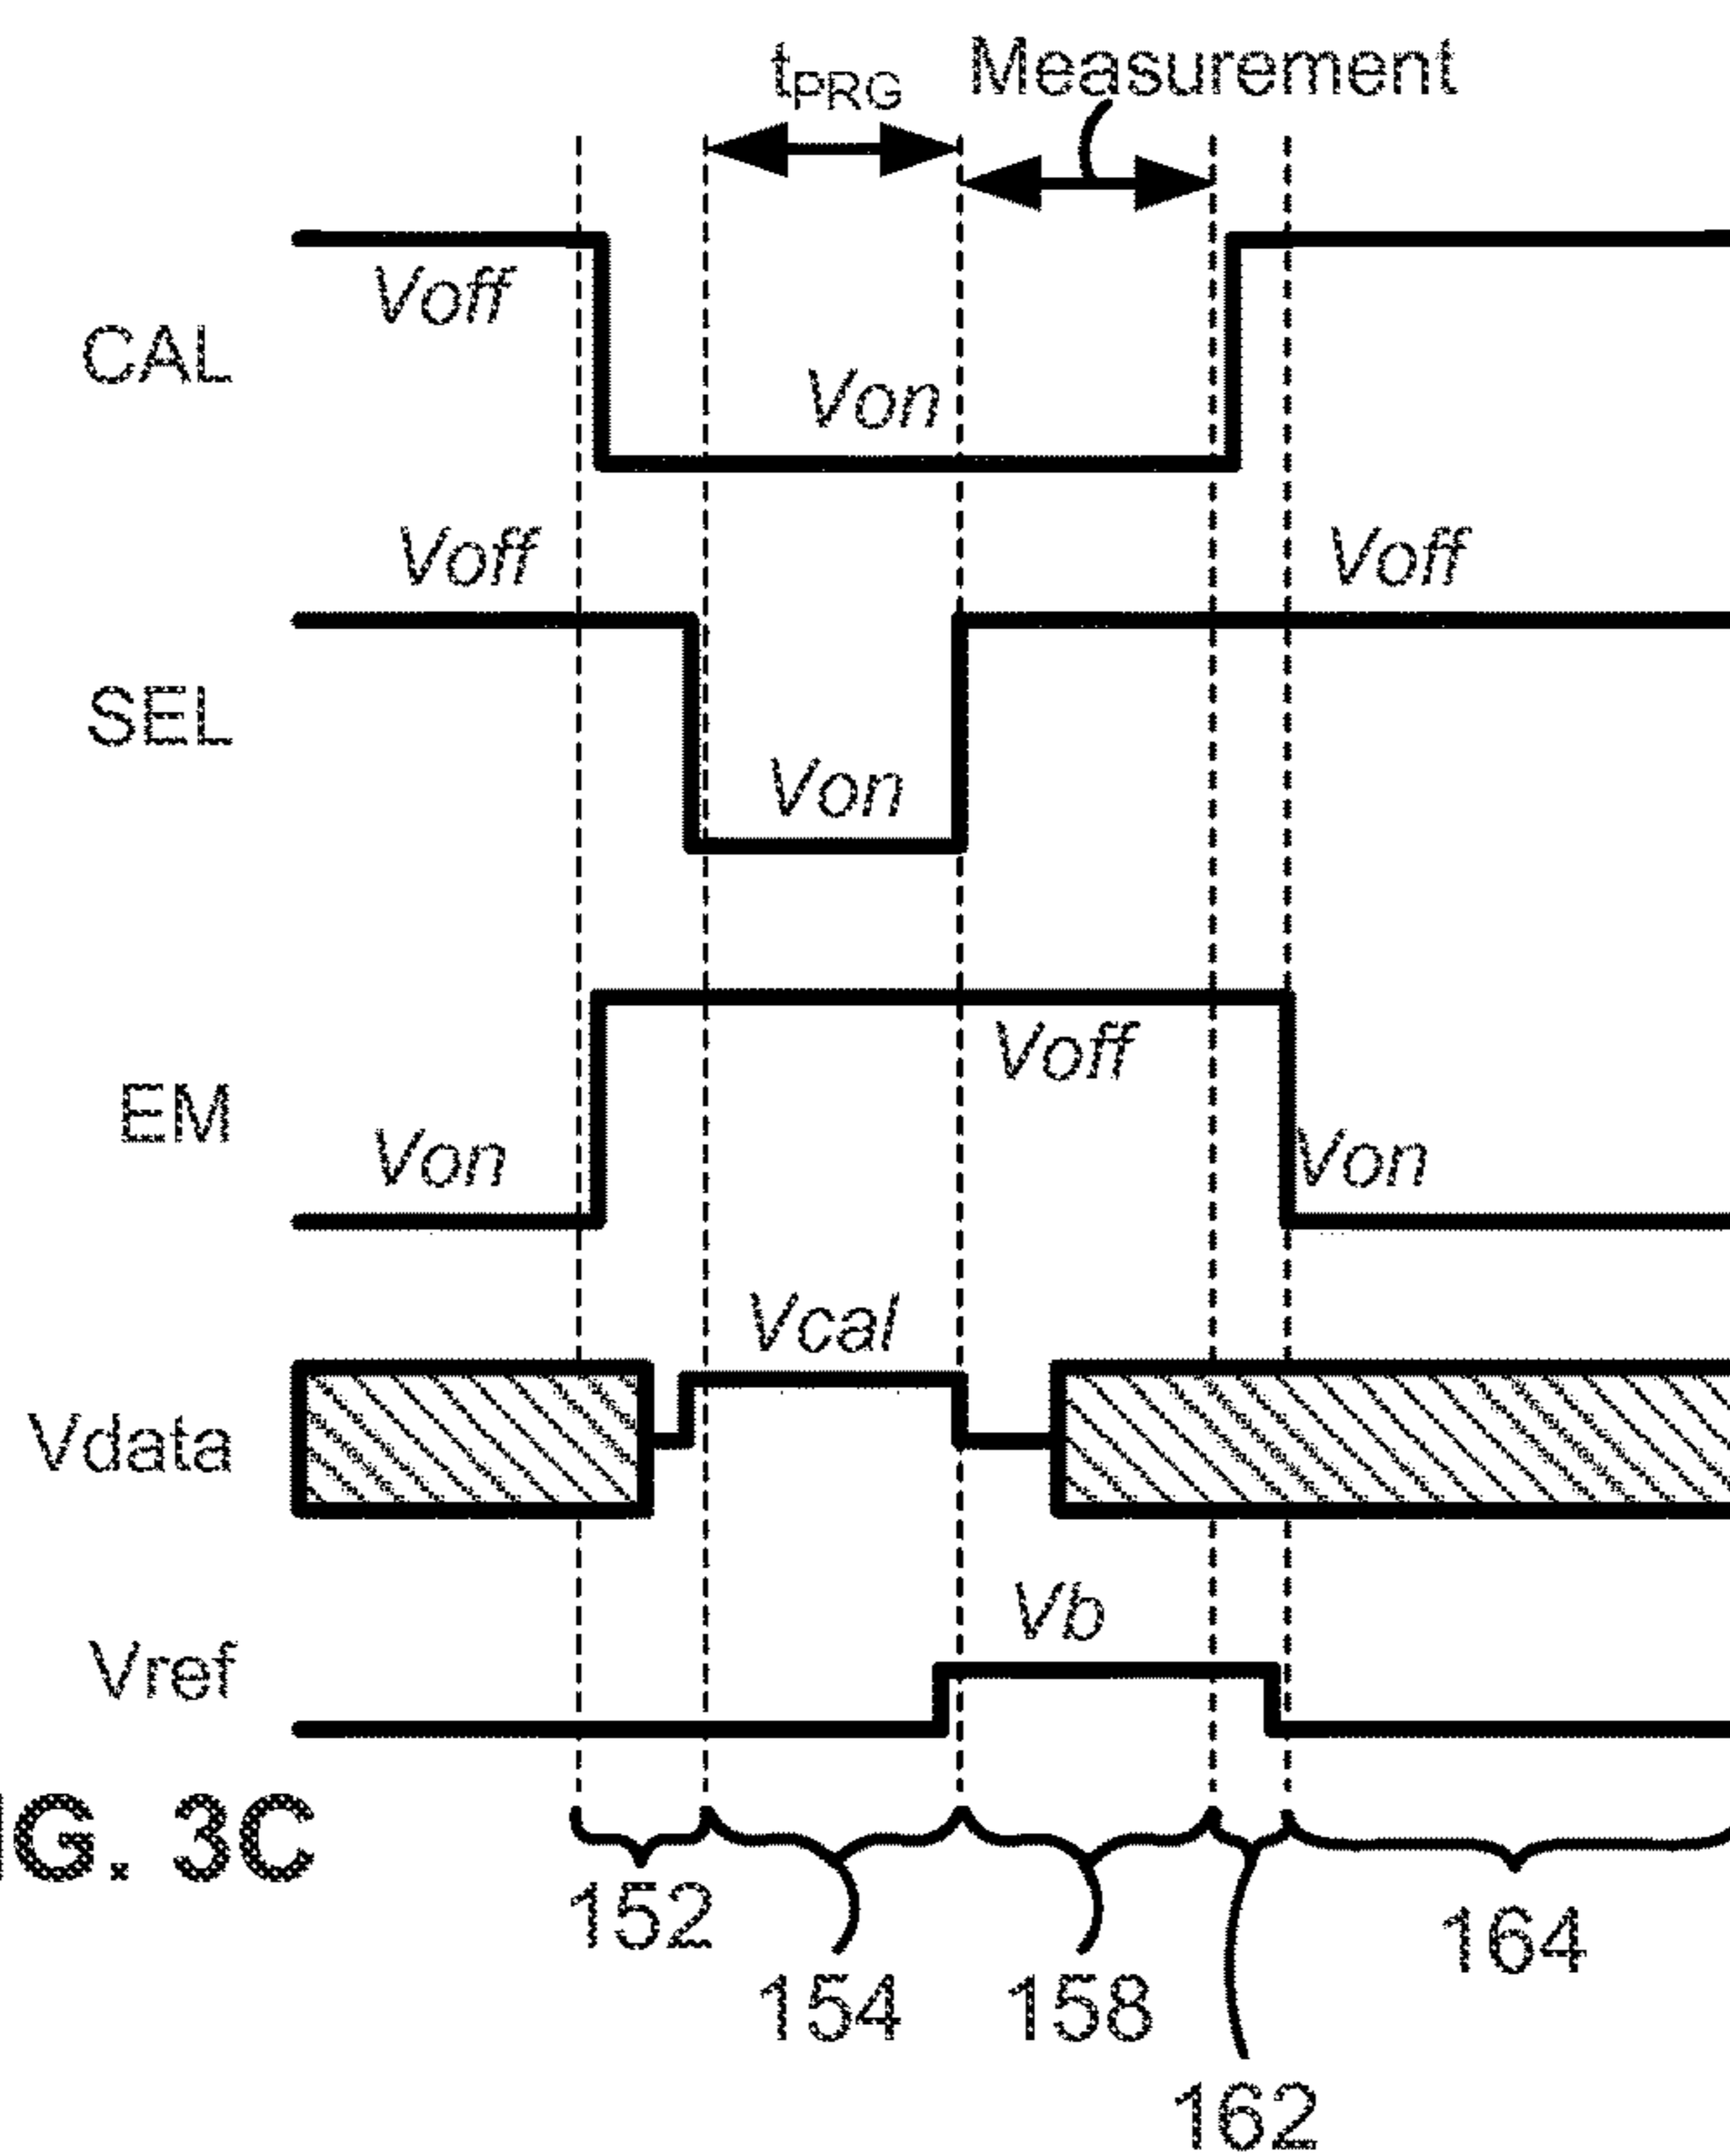 tPRG Measurement
Voff
CAL
Von
Voff Voff
SEL
Von
Voff
EM
Von Von
Vcal
Vdata
Vb
Vref
IG. 3C
152
164
154 158
162